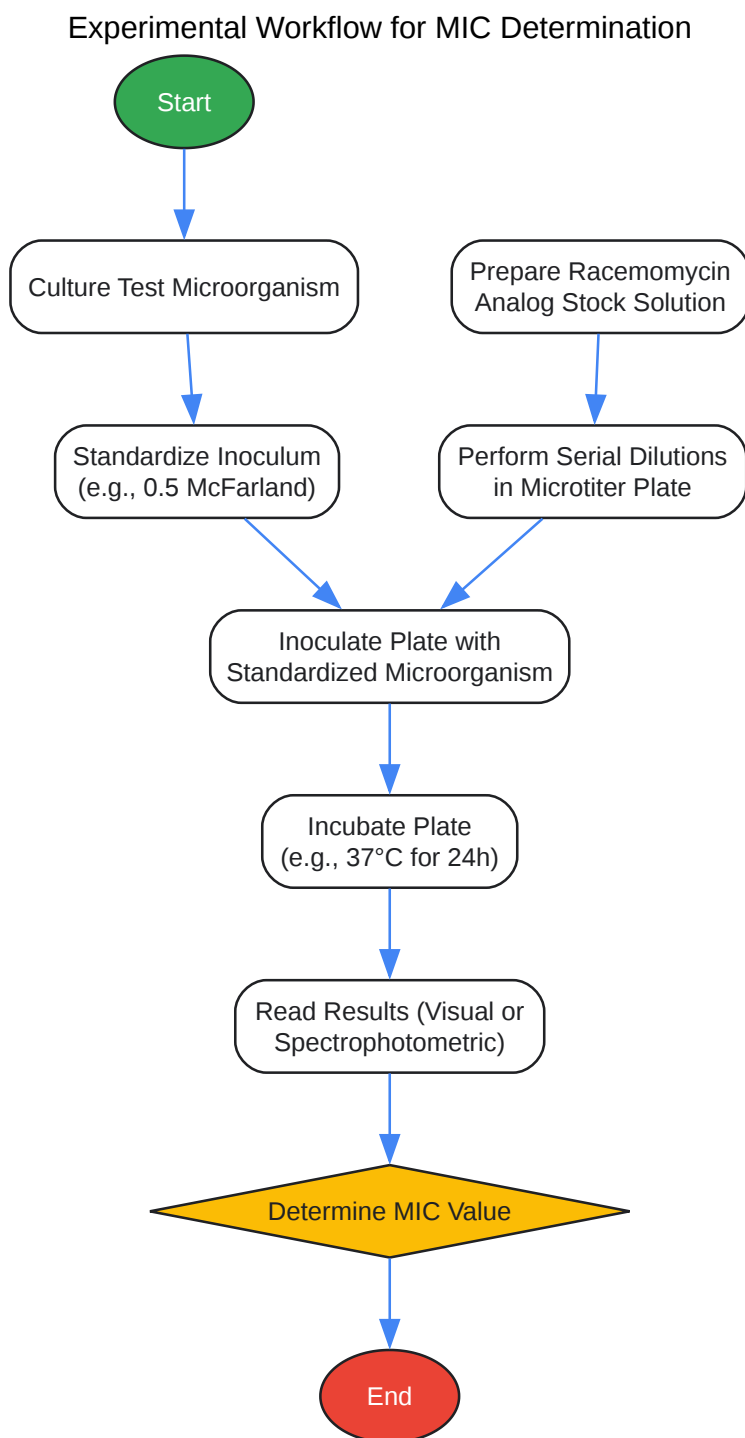 Experimental Workflow for MIC Determination
Start
Culture Test Microorganism
Prepare Racemomycin
Analog Stock Solution
Standardize Inoculum
(e.g., 0.5 McFarland)
Perform Serial Dilutions
in Microtiter Plate
Inoculate Plate with
Standardized Microorganism
Incubate Plate
(e.g., 37°C for 24h)
Read Results (Visual or
Spectrophotometric)
Determine MIC Value
End